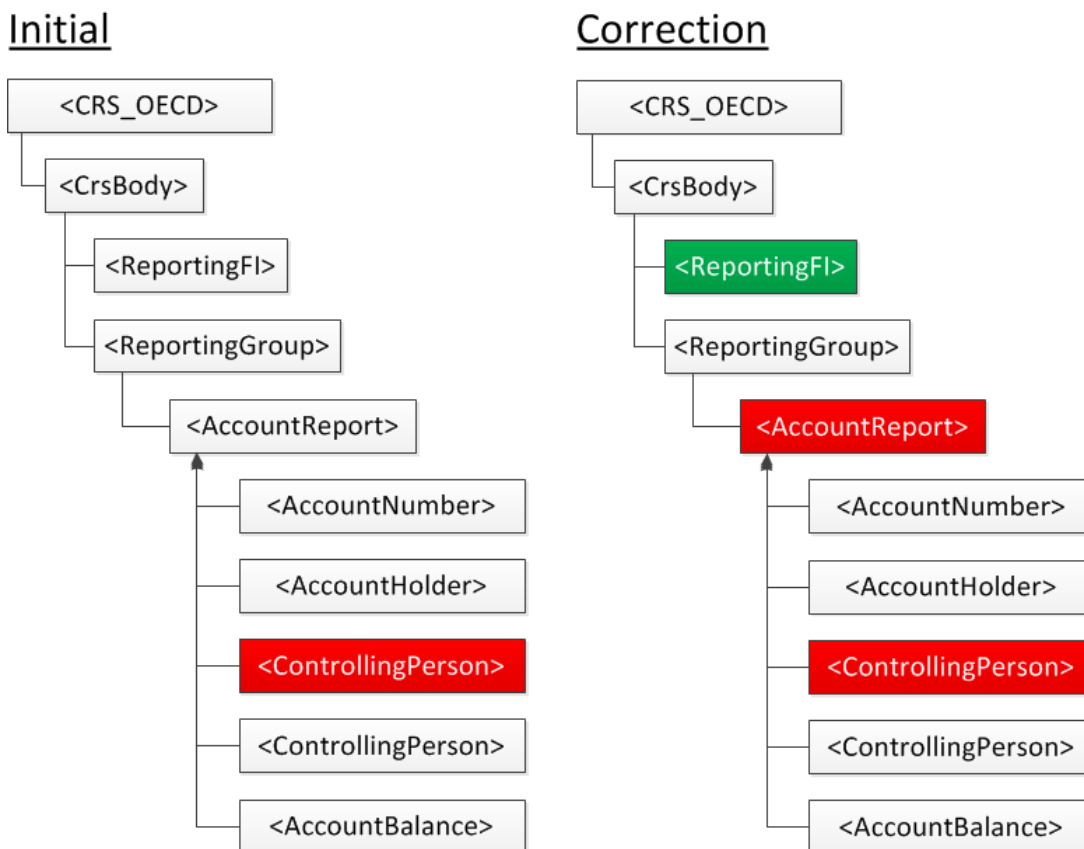 Initial
<CRS_OECD>
<CrsBody>
<ReportingFI>
<ReportingGroup>
<AccountReport>
<AccountNumber>
<AccountHolder>
<ControllingPerson>
<ControllingPerson>
<AccountBalance>
Correction
<CRS_OECD>
<CrsBody>
<ReportingFI>
<ReportingGroup>
<AccountReport>
<AccountNumber>
<AccountHolder>
<ControllingPerson>
<ControllingPerson>
<AccountBalance>